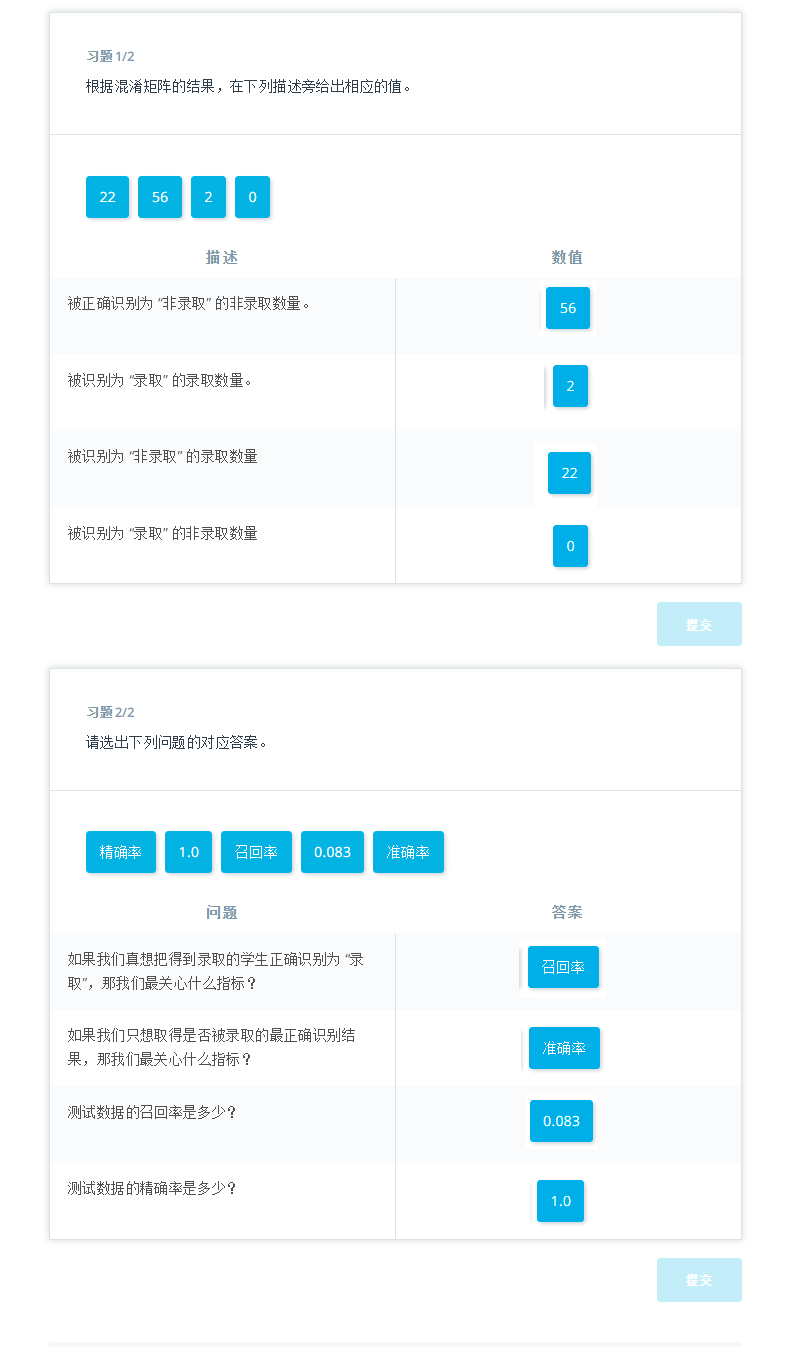 习题 1/2
根据混淆矩阵的结果，在下列描述旁给出相应的值。
22 56 2 0
描述 数值
被正确识别为 “非录取” 的非录取数量。 56
被识别为 “录取” 的录取数量。 2
被识别为 “非录取” 的录取数量 22
被识别为 “录取” 的非录取数量 0
提交
习题 2/2
请选出下列问题的对应答案。
精确率 1.0 召回率 0.083 准确率
问题 答案
如果我们真想把得到录取的学生正确识别为 “录
取”，那我们最关心什么指标？ 召回率
如果我们只想取得是否被录取的最正确识别结
果，那我们最关心什么指标？ 准确率
测试数据的召回率是多少？ 0.083
测试数据的精确率是多少？ 1.0
提交